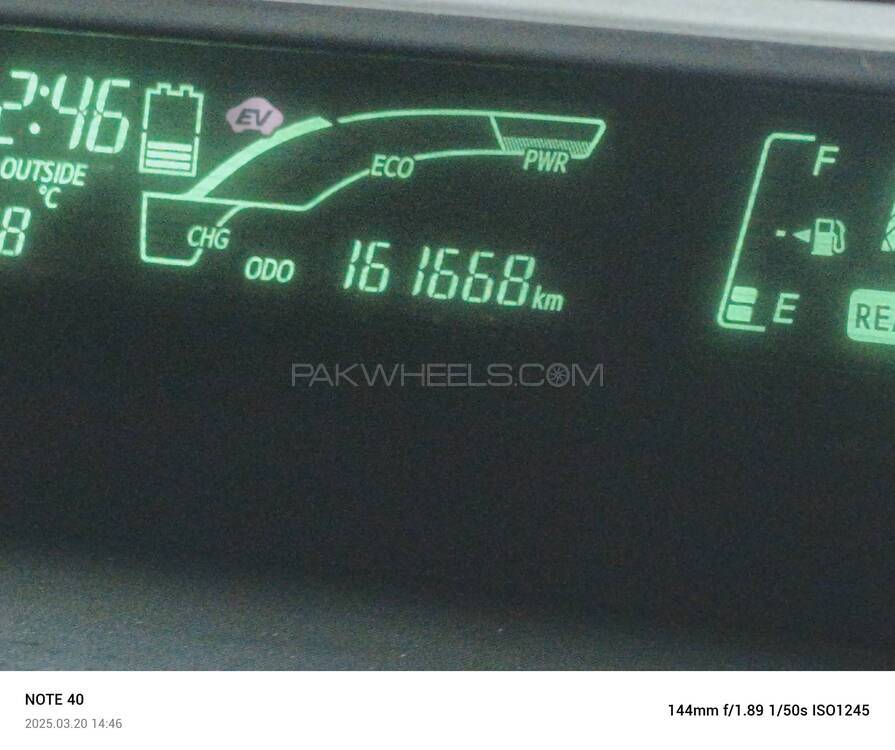 2:46
EV
OUTSIDE
°C
8
CHG
ECO
PWR
ODO 161668 km
F
E
PAKWHEELS.COM
NOTE 40
2025.03.20 14:46
144mm f/1.89 1/50s ISO1245